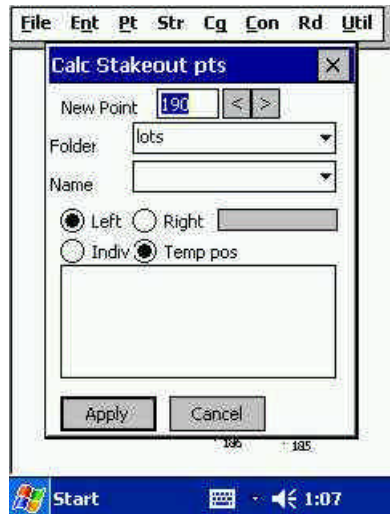 File Ent Pt Str Cg Con Rd Util
Calc Stakeout pts
New Point 190 < >
Folder lots
Name
Left Right
Indiv Temp pos
Apply Cancel
186 185
Start 1:07